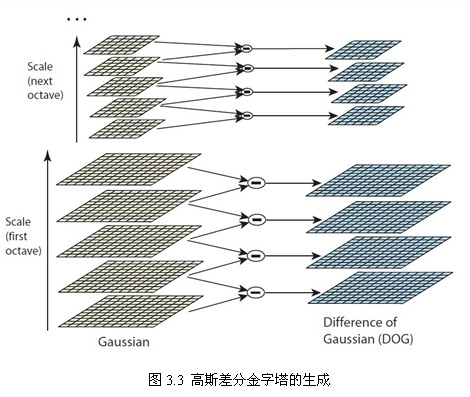 Scale
(next
octave)
Scale
(first
octave)
Gaussian
Difference of
Gaussian (DOG)
图 3.3 高斯差分金字塔的生成